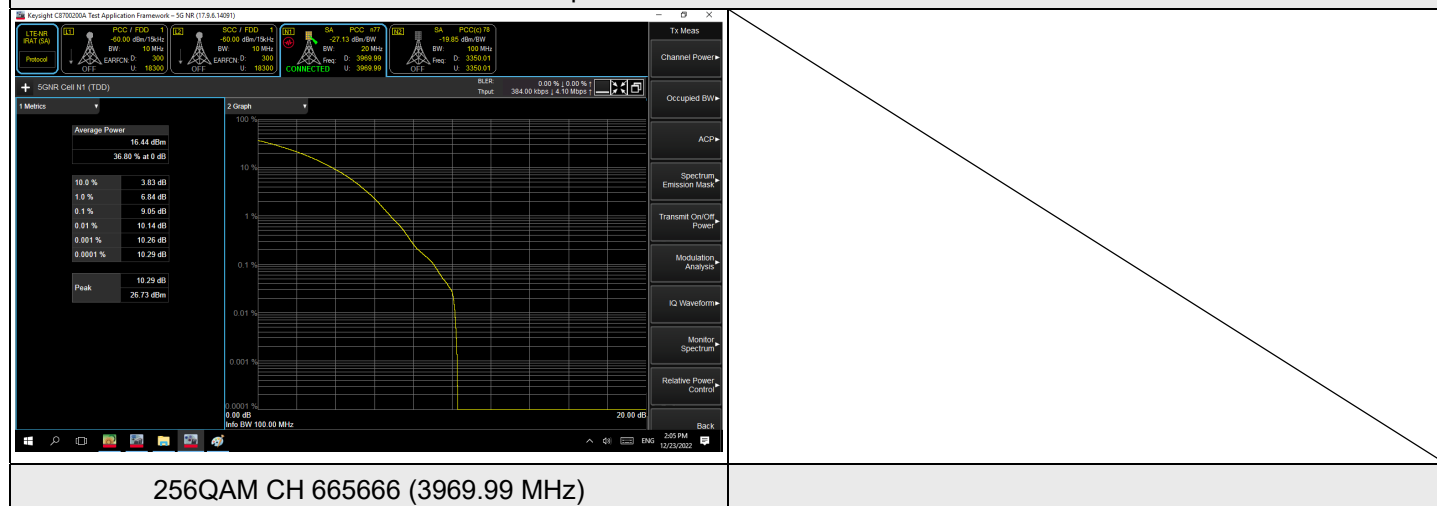 Keysight C8700200A Test Application Framework - 5G NR (17.9.6.14091)
LTE-NR IRAT (SA)
Protocol
L1 PCC / FDD 1
-60.00 dBm/15kHz
BW: 10 MHz
EARFCN: D: 300
OFF U: 18300
L2 SCC / FDD 1
-60.00 dBm/15kHz
BW: 10 MHz
EARFCN: D: 300
OFF U: 18300
N1 SA PCC n77
-27.13 dBm/BW
BW: 20 MHz
Freq: D: 3969.99
CONNECTED U: 3969.99
N2 SA PCC(c) 78
-19.85 dBm/BW
BW: 100 MHz
Freq: D: 3350.01
OFF U: 3350.01
5GNR Cell N1 (TDD)
BLER: 0.00 % ↓ 0.00 % ↑
Thput: 384.00 kbps ↓ 4.10 Mbps ↑
1 Metrics
Average Power
16.44 dBm
36.80 % at 0 dB
10.0 % 3.83 dB
1.0 % 6.84 dB
0.1 % 9.05 dB
0.01 % 10.14 dB
0.001 % 10.26 dB
0.0001 % 10.29 dB
Peak
10.29 dB
26.73 dBm
2 Graph
100 %
10 %
1 %
0.1 %
0.01 %
0.001 %
0.0001 %
0.00 dB 20.00 dB
Info BW 100.00 MHz
Tx Meas
Channel Power
Occupied BW
ACP
Spectrum
Emission Mask
Transmit On/Off
Power
Modulation
Analysis
IQ Waveform
Monitor
Spectrum
Relative Power
Control
Back
ENG
2:05 PM
12/23/2022
256QAM CH 665666 (3969.99 MHz)